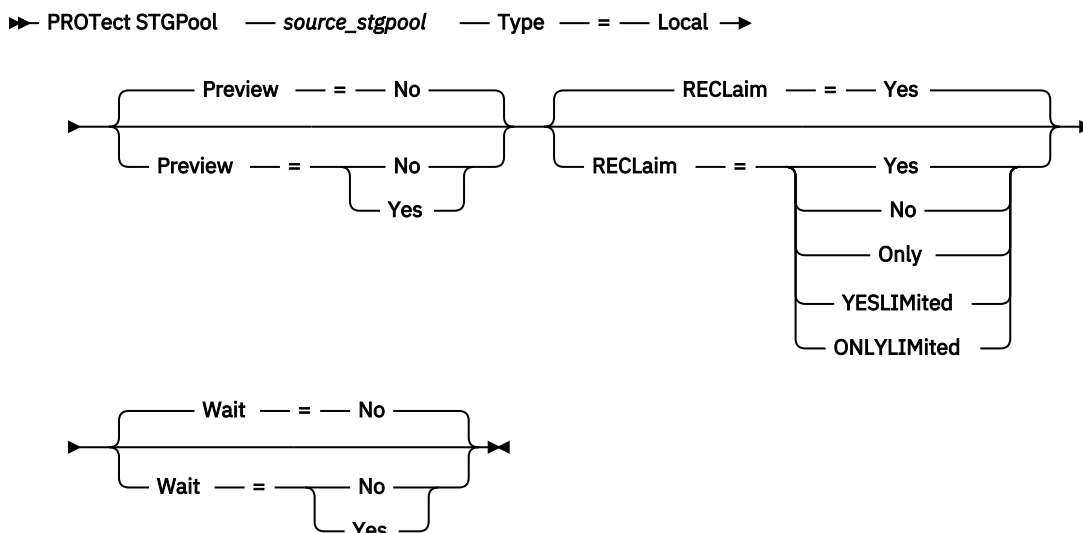 PROTect STGPool source_stgpool Type = Local
Preview = No RECLaim = Yes
Preview = No RECLaim = Yes
Yes No
Only
YESLIMited
ONLYLIMited
Wait = No
Wait = No
Yes